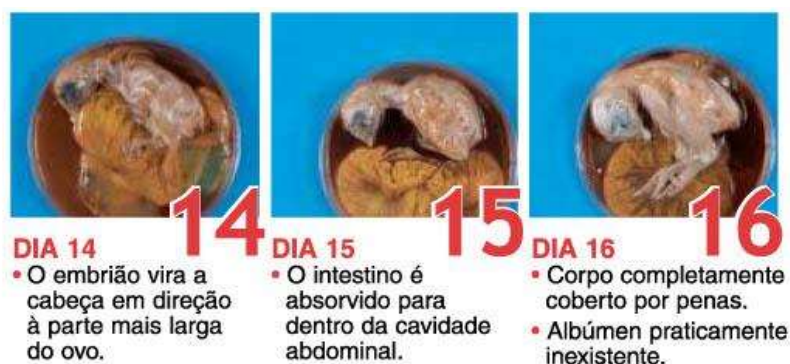 14
15
16
DIA 14
• O embrião vira a
cabeça em direção
à parte mais larga
do ovo.
DIA 15
• O intestino é
absorvido para
dentro da cavidade
abdominal.
DIA 16
• Corpo completamente
coberto por penas.
• Albúmen praticamente
inexistente.